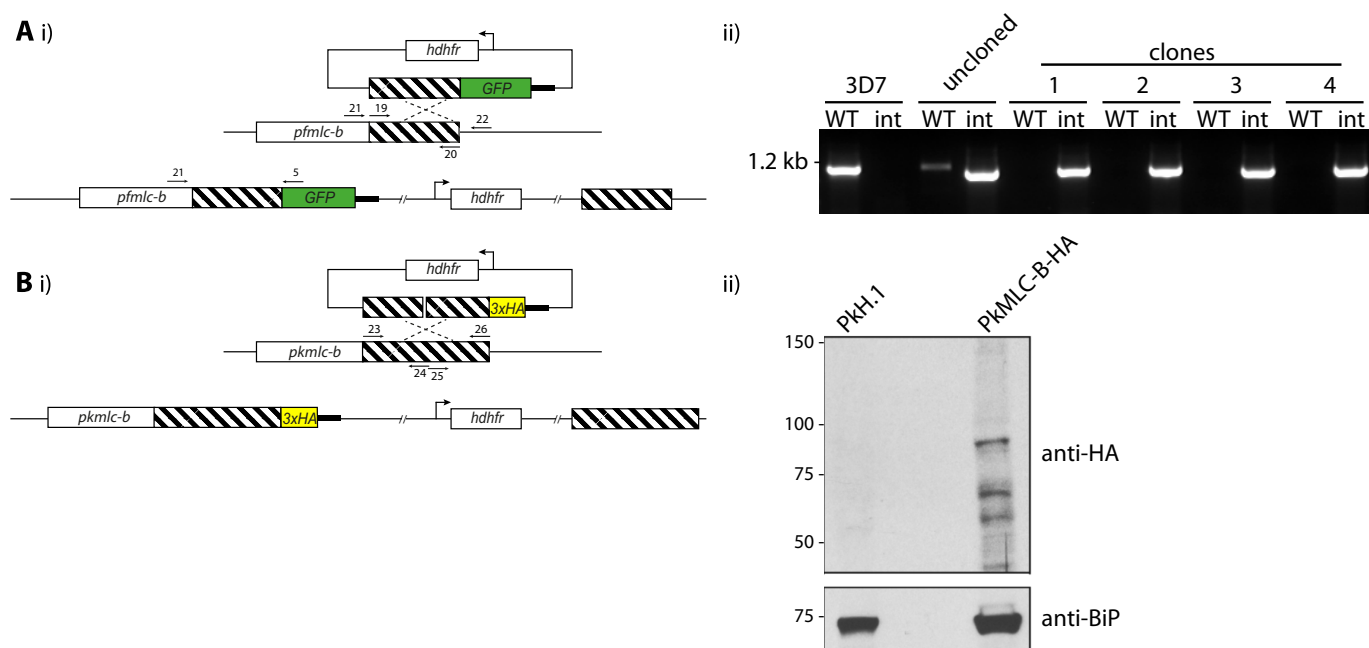 A i)
hdhfr
GFP
21 19
22
pfmlc-b
20
21 5
pfmlc-b GFP // hdhfr //
ii)
uncloned
clones
3D7 1 2 3 4
WT int WT int WT int WT int WT int WT int
1.2 kb -
B i)
hdhfr
3xHA
23 26
pkmlc-b
24 25
pkmlc-b 3xHA // hdhfr //
ii)
PkH.1 PkMLC-B-HA
150 -
100 -
anti-HA
75 -
50 -
75 - anti-BiP